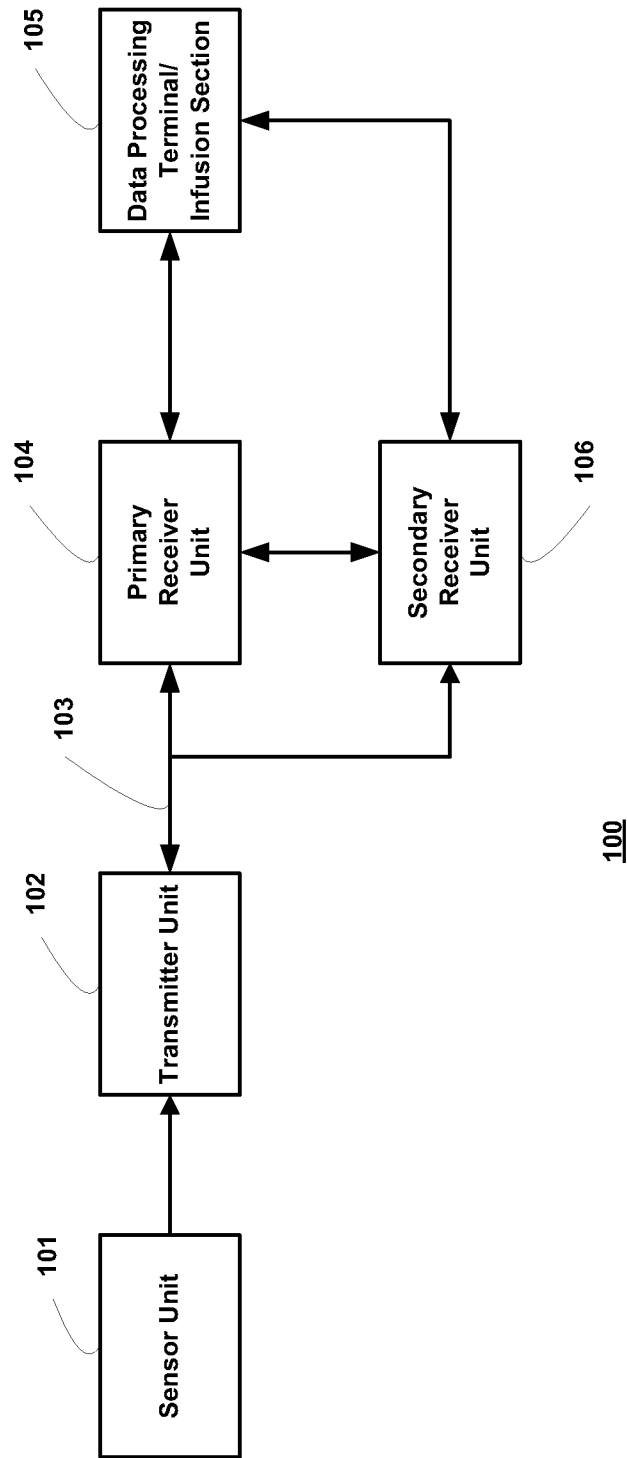 101
Sensor Unit
102
Transmitter Unit
103
104
Primary
Receiver
Unit
105
Data Processing
Terminal/
Infusion Section
106
Secondary
Receiver
Unit
100